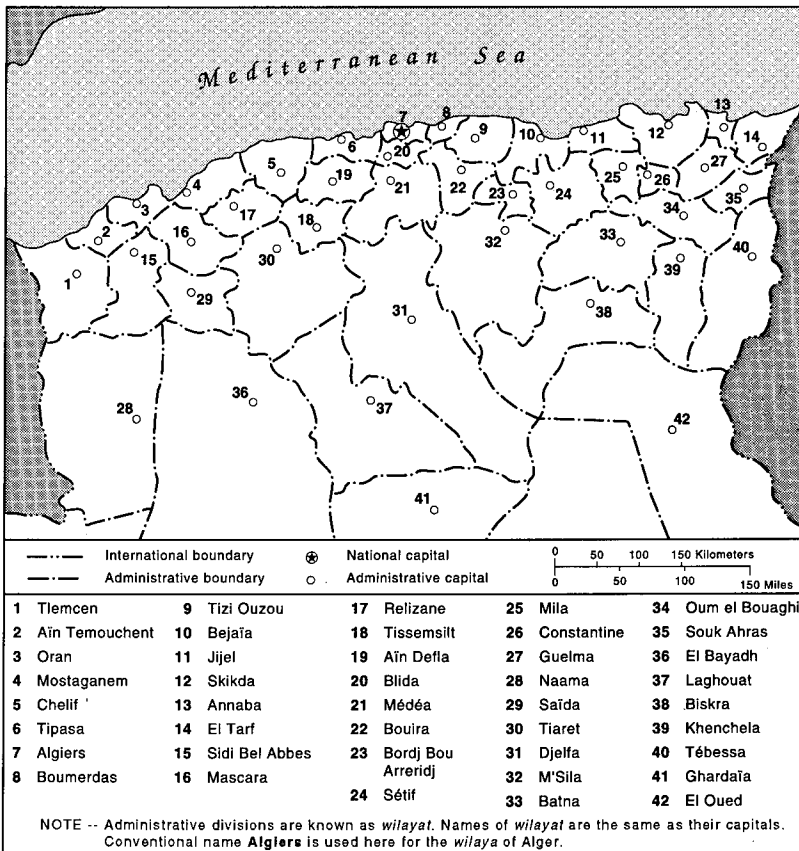 Mediterranean Sea
7
8
13
6
20
9
10
11
12
14
5
19
21
22
25
26
27
4
17
18
23
24
35
3
2
16
34
1
15
30
32
33
39
40
29
31
38
28
36
37
42
41
International boundary
National capital
0 50 100 150 Kilometers
Administrative boundary
Administrative capital
0 50 100 150 Miles
1 Tlemcen
2 Aïn Temouchent
3 Oran
4 Mostaganem
5 Chelif
6 Tipasa
7 Algiers
8 Boumerdas
9 Tizi Ouzou
10 Bejaïa
11 Jijel
12 Skikda
13 Annaba
14 El Tarf
15 Sidi Bel Abbes
16 Mascara
17 Relizane
18 Tissemsilt
19 Aïn Defla
20 Blida
21 Médéa
22 Bouira
23 Bordj Bou
Arreridj
24 Sétif
25 Mila
26 Constantine
27 Guelma
28 Naama
29 Saïda
30 Tiaret
31 Djelfa
32 M'Sila
33 Batna
34 Oum el Bouaghi
35 Souk Ahras
36 El Bayadh
37 Laghouat
38 Biskra
39 Khenchela
40 Tébessa
41 Ghardaïa
42 El Oued
NOTE -- Administrative divisions are known as wilayat. Names of wilayat are the same as their capitals.
Conventional name Algiers is used here for the wilaya of Alger.